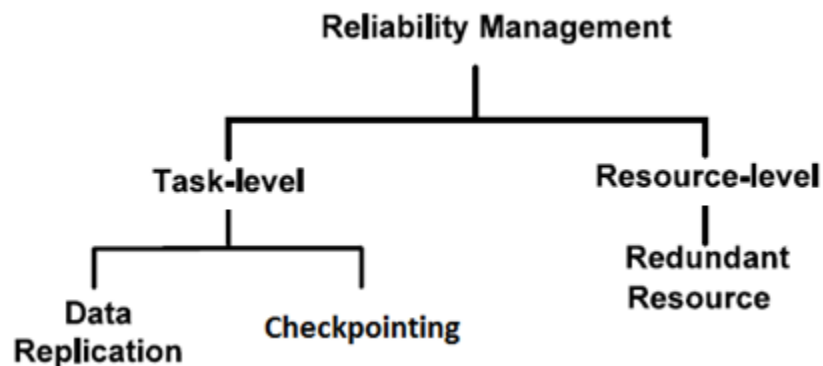 Reliability Management
Task-level
Resource-level
Data
Replication
Checkpointing
Redundant
Resource